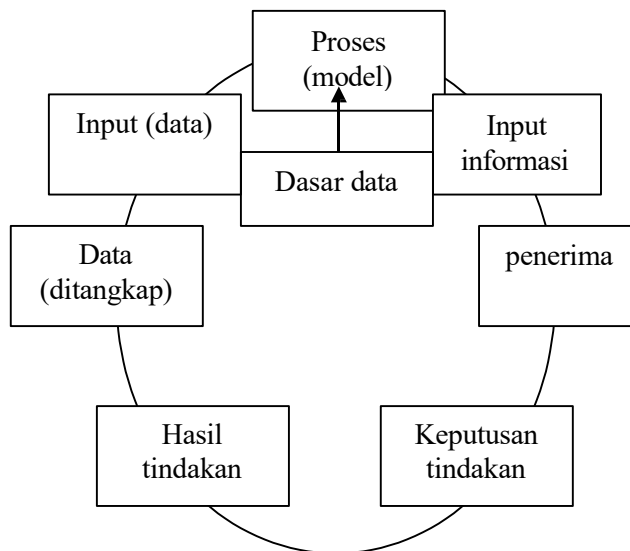 Proses
(model)
Input (data)
Input
informasi
Dasar data
Data
(ditangkap)
penerima
Hasil
tindakan
Keputusan
tindakan